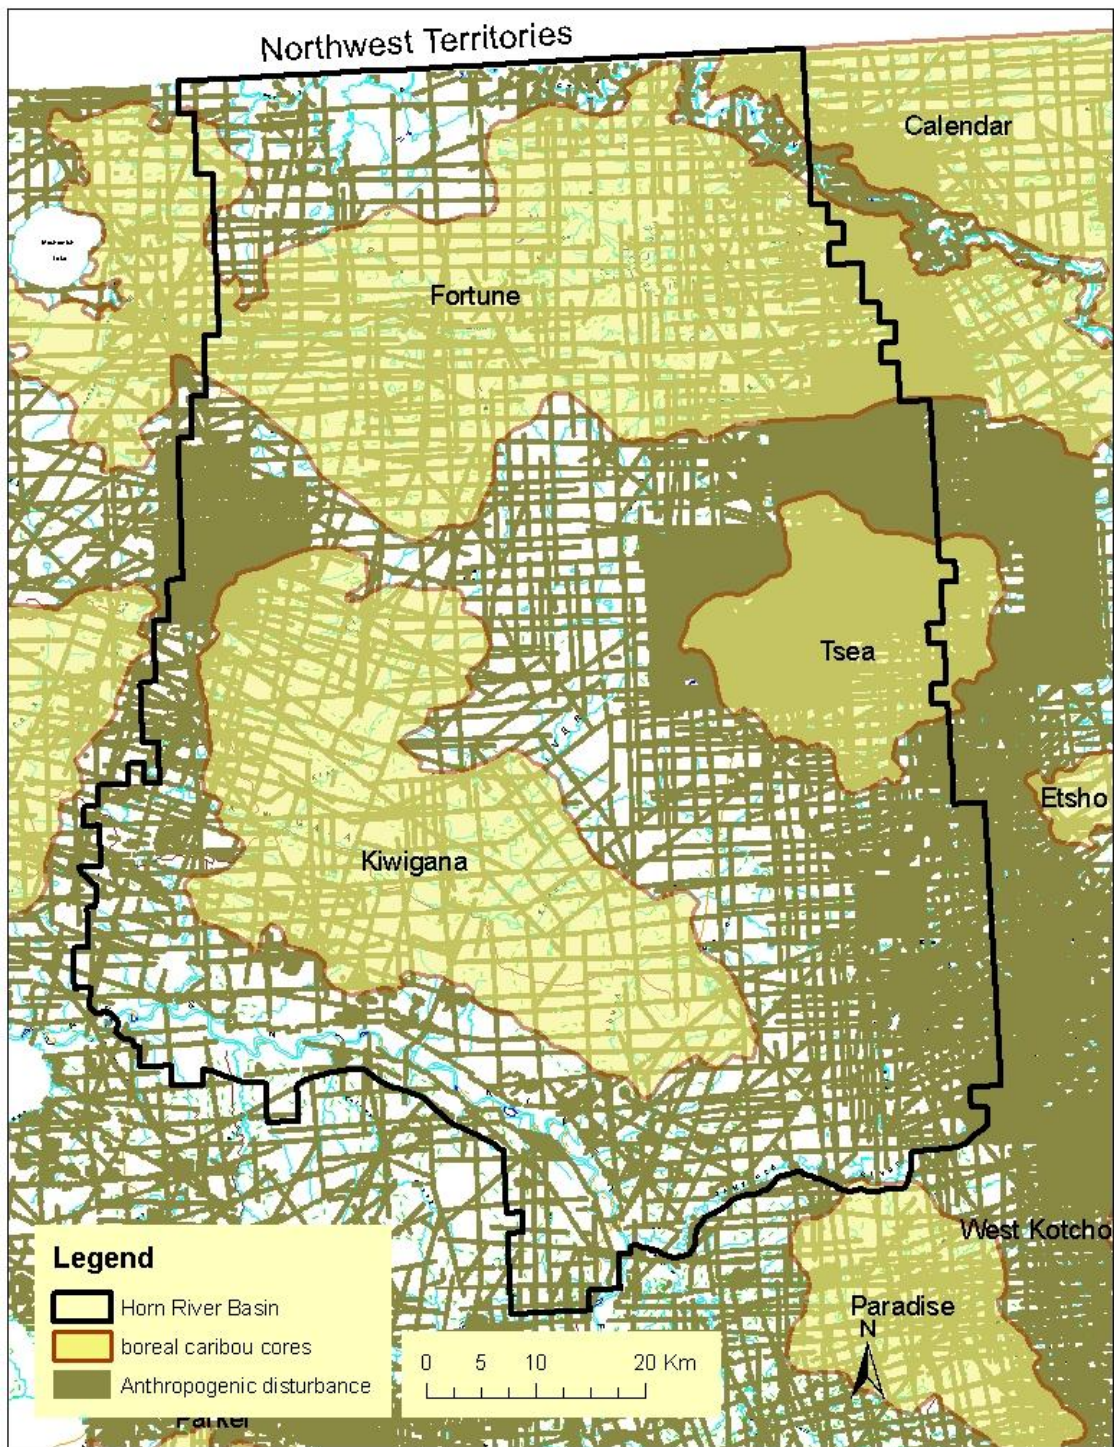 Northwest Territories
Calendar
Fortune
Tsea
Etsho
Kiwigana
West Kotcho
Paradise
N
Legend
Horn River Basin
boreal caribou cores
Anthropogenic disturbance
0 5 10 20 Km
Parker